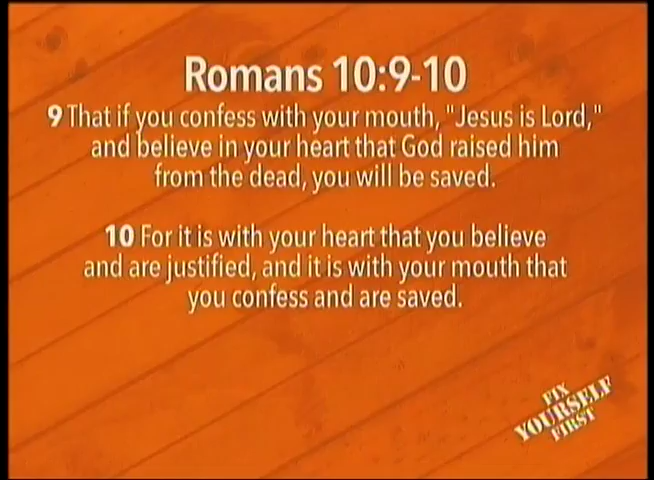 Romans 10:9-10
9 That if you confess with your mouth, "Jesus is Lord,"
and believe in your heart that God raised him
from the dead, you will be saved.
10 For it is with your heart that you believe
and are justified, and it is with your mouth that
you confess and are saved.
FIX
YOURSELF
FIRST